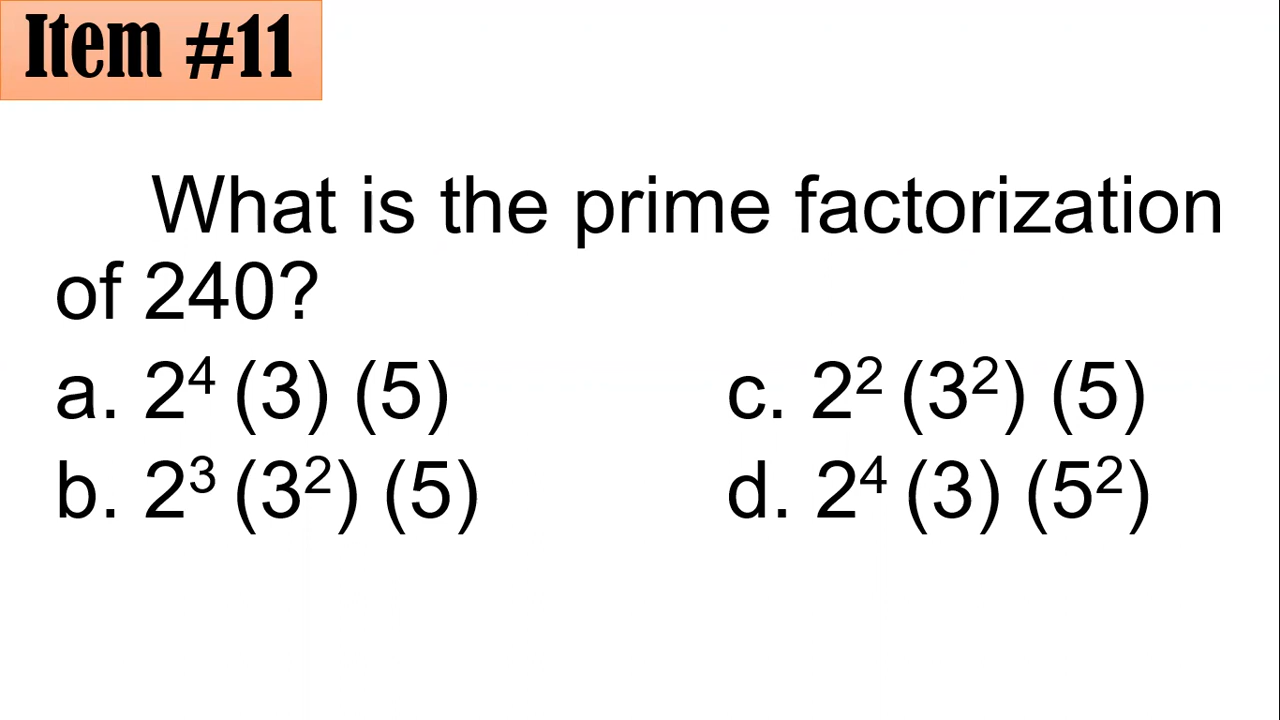 Item #11
What is the prime factorization
of 240?
a. 2⁴ (3) (5)
c. 2² (3²) (5)
b. 2³ (3²) (5)
d. 2⁴ (3) (5²)